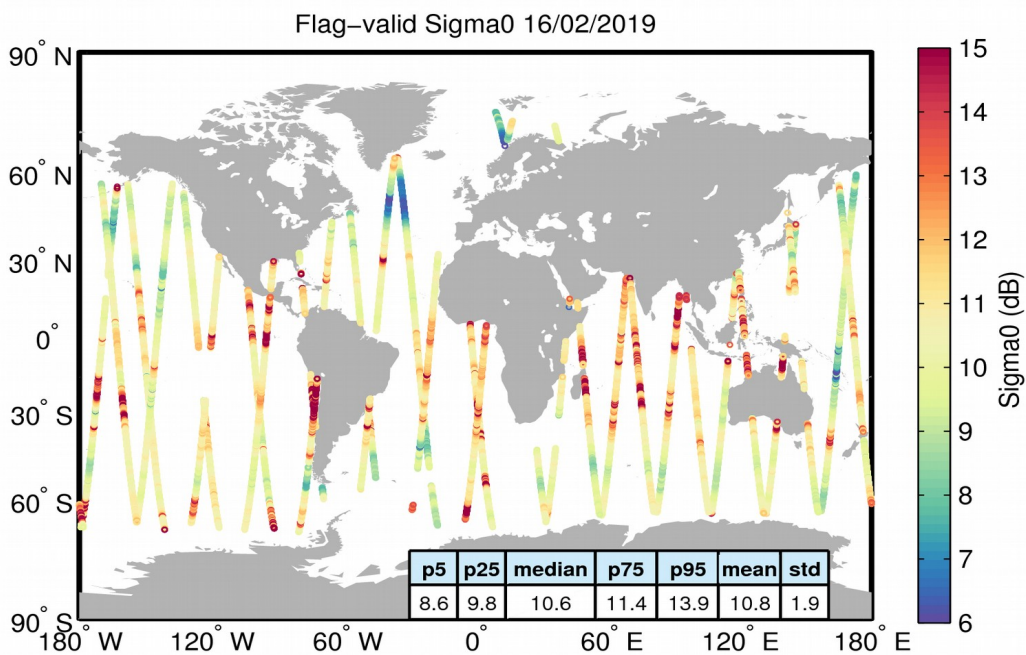 Flag−valid Sigma0 16/02/2019
90° N
60° N
30° N
0°
30° S
60° S
90° S
180° W 120° W 60° W 0° 60° E 120° E 180° E
p5 p25 median p75 p95 mean std
8.6 9.8 10.6 11.4 13.9 10.8 1.9
15
14
13
12
11
10
9
8
7
6
Sigma0 (dB)